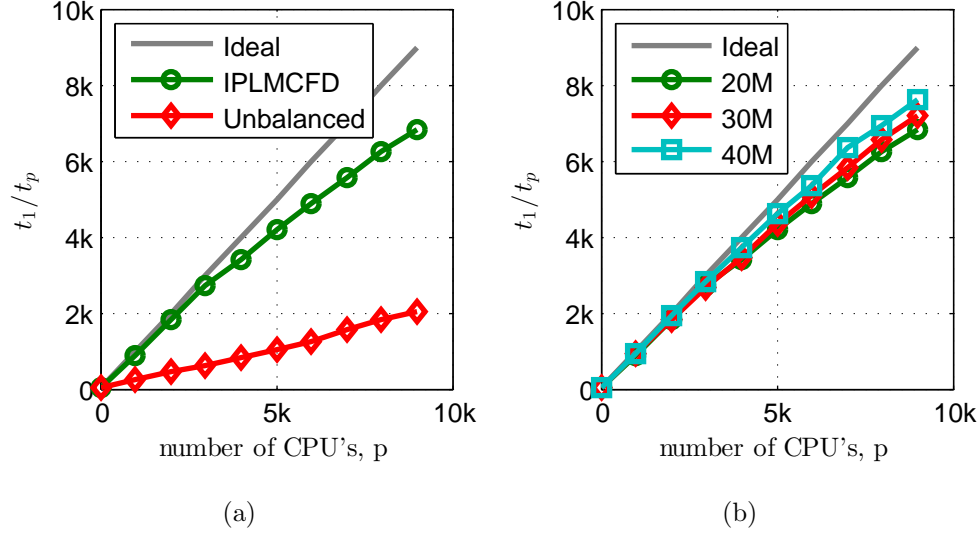 10k
8k
6k
4k
2k
0
t₁/tₚ
Ideal
IPLMCFD
Unbalanced
0
5k
10k
number of CPU's, p
(a)
10k
8k
6k
4k
2k
0
t₁/tₚ
Ideal
20M
30M
40M
0
5k
10k
number of CPU's, p
(b)